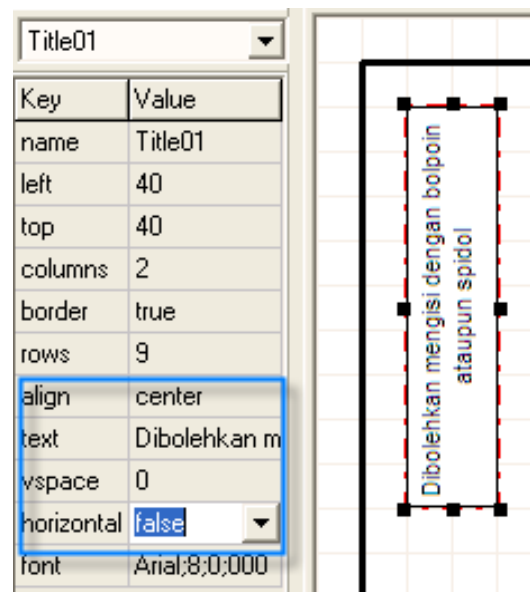 Title01
Key Value
name Title01
left 40
top 40
columns 2
border true
rows 9
align center
text Dibolehkan m
vspace 0
horizontal false
font Arial;8;0;000
Dibolehkan mengisi dengan bolpoin
ataupun spidol